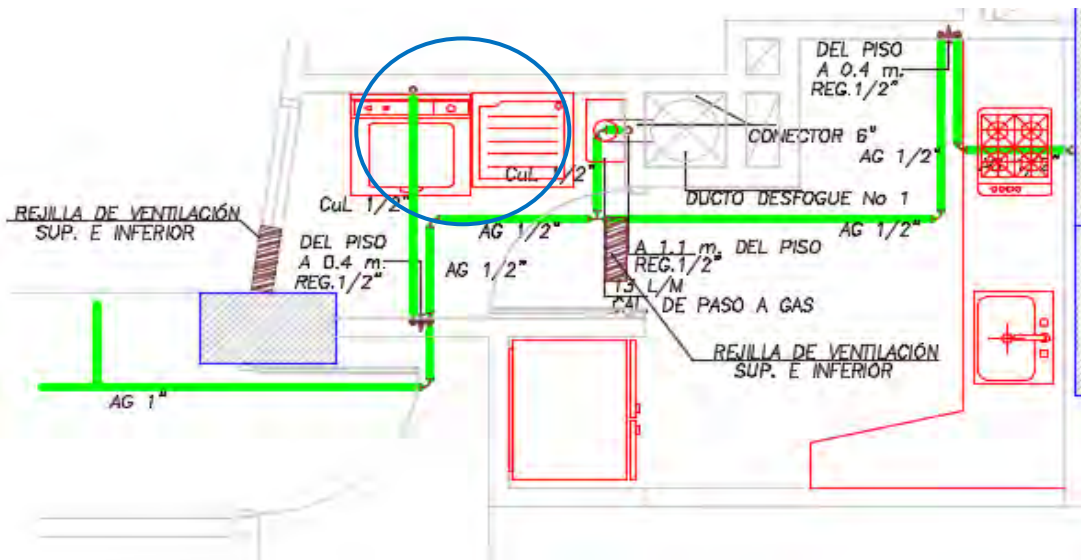 DEL PISO
A 0.4 m.
REG.1/2"
CONECTOR 6"
AG 1/2"
CuL 1/2"
CuL 1/2"
DUCTO DESFOGUE No 1
REJILLA DE VENTILACIÓN
SUP. E INFERIOR
AG 1/2"
AG 1/2"
DEL PISO
A 0.4 m.
REG.1/2"
AG 1/2"
A 1.1 m. DEL PISO
REG.1/2"
13 L/M
CAL. DE PASO A GAS
REJILLA DE VENTILACIÓN
SUP. E INFERIOR
AG 1"